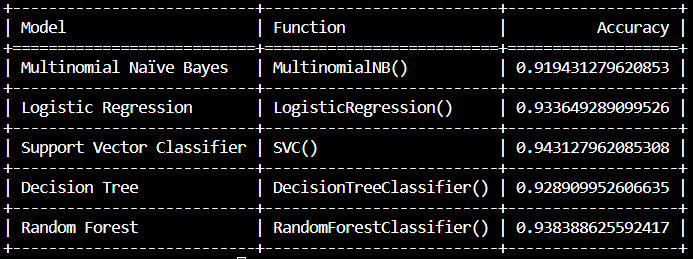 +---------------------------+--------------------------+-------------------+
| Model                     | Function                 |          Accuracy |
+===========================+==========================+===================+
| Multinomial Naïve Bayes   | MultinomialNB()          | 0.919431279620853 |
+---------------------------+--------------------------+-------------------+
| Logistic Regression       | LogisticRegression()     | 0.933649289099526 |
+---------------------------+--------------------------+-------------------+
| Support Vector Classifier | SVC()                    | 0.943127962085308 |
+---------------------------+--------------------------+-------------------+
| Decision Tree             | DecisionTreeClassifier() | 0.928909952606635 |
+---------------------------+--------------------------+-------------------+
| Random Forest             | RandomForestClassifier() | 0.938388625592417 |
+---------------------------+--------------------------+-------------------+